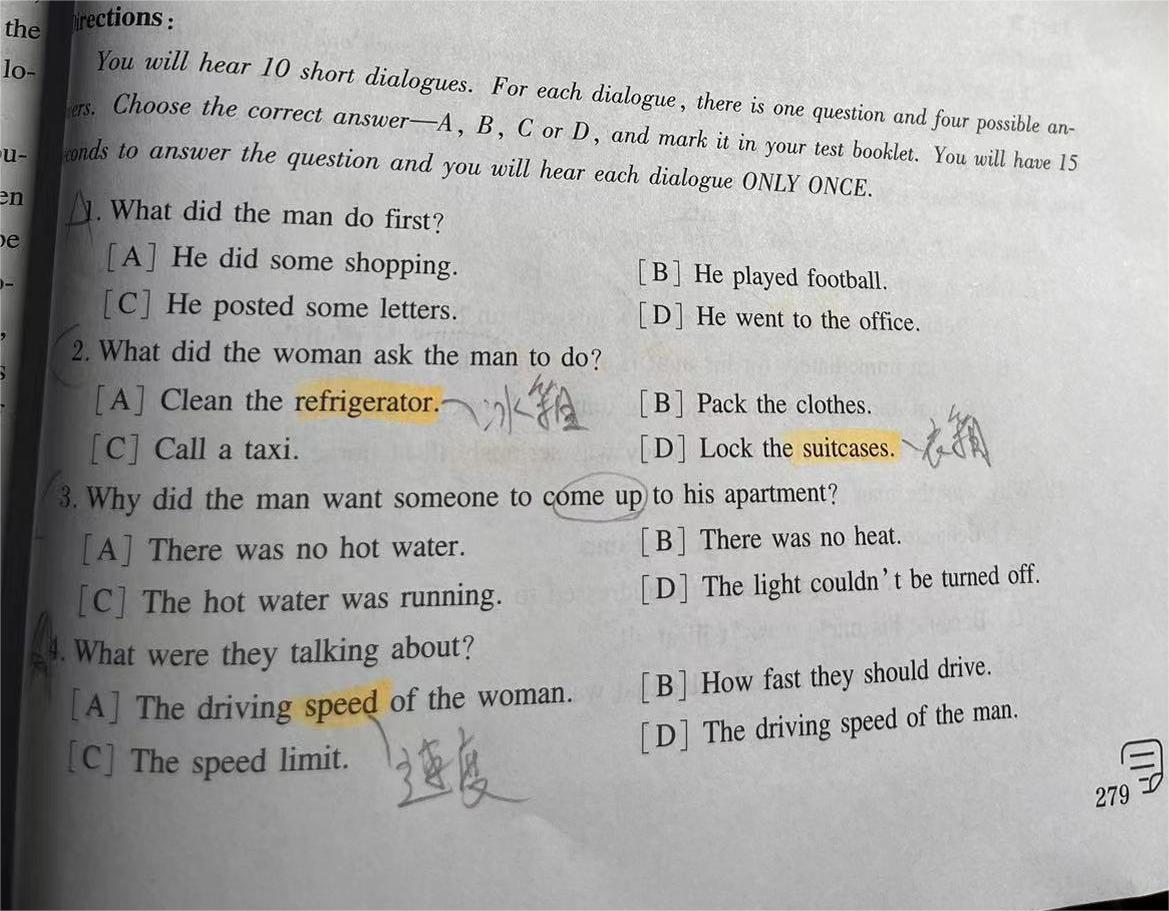 the
lo-
u-
en
e
irections:
You will hear 10 short dialogues. For each dialogue, there is one question and four possible an-
ers. Choose the correct answer—A, B, C or D, and mark it in your test booklet. You will have 15
conds to answer the question and you will hear each dialogue ONLY ONCE.
1. What did the man do first?
[A] He did some shopping. [B] He played football.
[C] He posted some letters. [D] He went to the office.
2. What did the woman ask the man to do?
[A] Clean the refrigerator. 冰箱 [B] Pack the clothes.
[C] Call a taxi. [D] Lock the suitcases. 衣箱
3. Why did the man want someone to come up to his apartment?
[A] There was no hot water. [B] There was no heat.
[C] The hot water was running. [D] The light couldn't be turned off.
4. What were they talking about?
[A] The driving speed of the woman. [B] How fast they should drive.
[C] The speed limit. 速度 [D] The driving speed of the man.
279